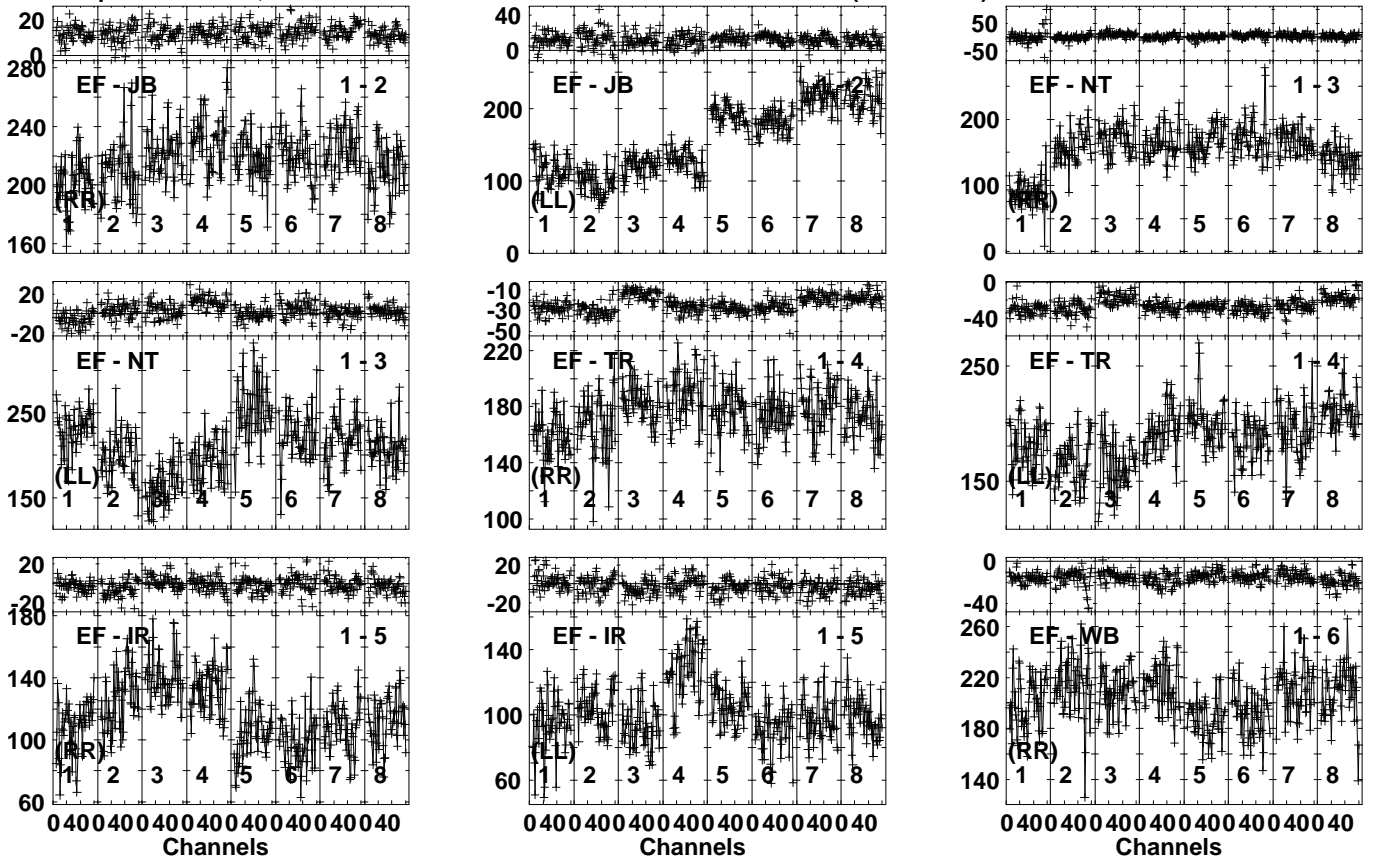 20 40 50
0 0 -50
280 EF - JB 1 - 2 EF - JB 1 - 2 EF - NT 1 - 3
240 200 200
200 100 100
(RR) (LL) (RR)
1 2 3 4 5 6 7 8 1 2 3 4 5 6 7 8 1 2 3 4 5 6 7 8
160 0 0
20 -10 0
-20 -30 -40
-50
EF - NT 1 - 3 220 EF - TR 1 - 4 250 EF - TR 1 - 4
250 180
140
(LL) (RR) (LL)
150 1 2 3 4 5 6 7 8 1 2 3 4 5 6 7 8 150 1 2 3 4 5 6 7 8
100
20 20 0
-20 -20 -40
180 EF - IR 1 - 5 EF - IR 1 - 5 260 EF - WB 1 - 6
140 140 220
100 100 180
(RR) (LL) (RR)
1 2 3 4 5 6 7 8 1 2 3 4 5 6 7 8 1 2 3 4 5 6 7 8
60 60 140
0 40 0 40 0 40 0 40 0 40 0 40 0 40 0 40 0 40 0 40 0 40 0 40 0 40 0 40 0 40 0 40 0 40 0 40 0 40 0 40 0 40 0 40 0 40 0 40
Channels Channels Channels